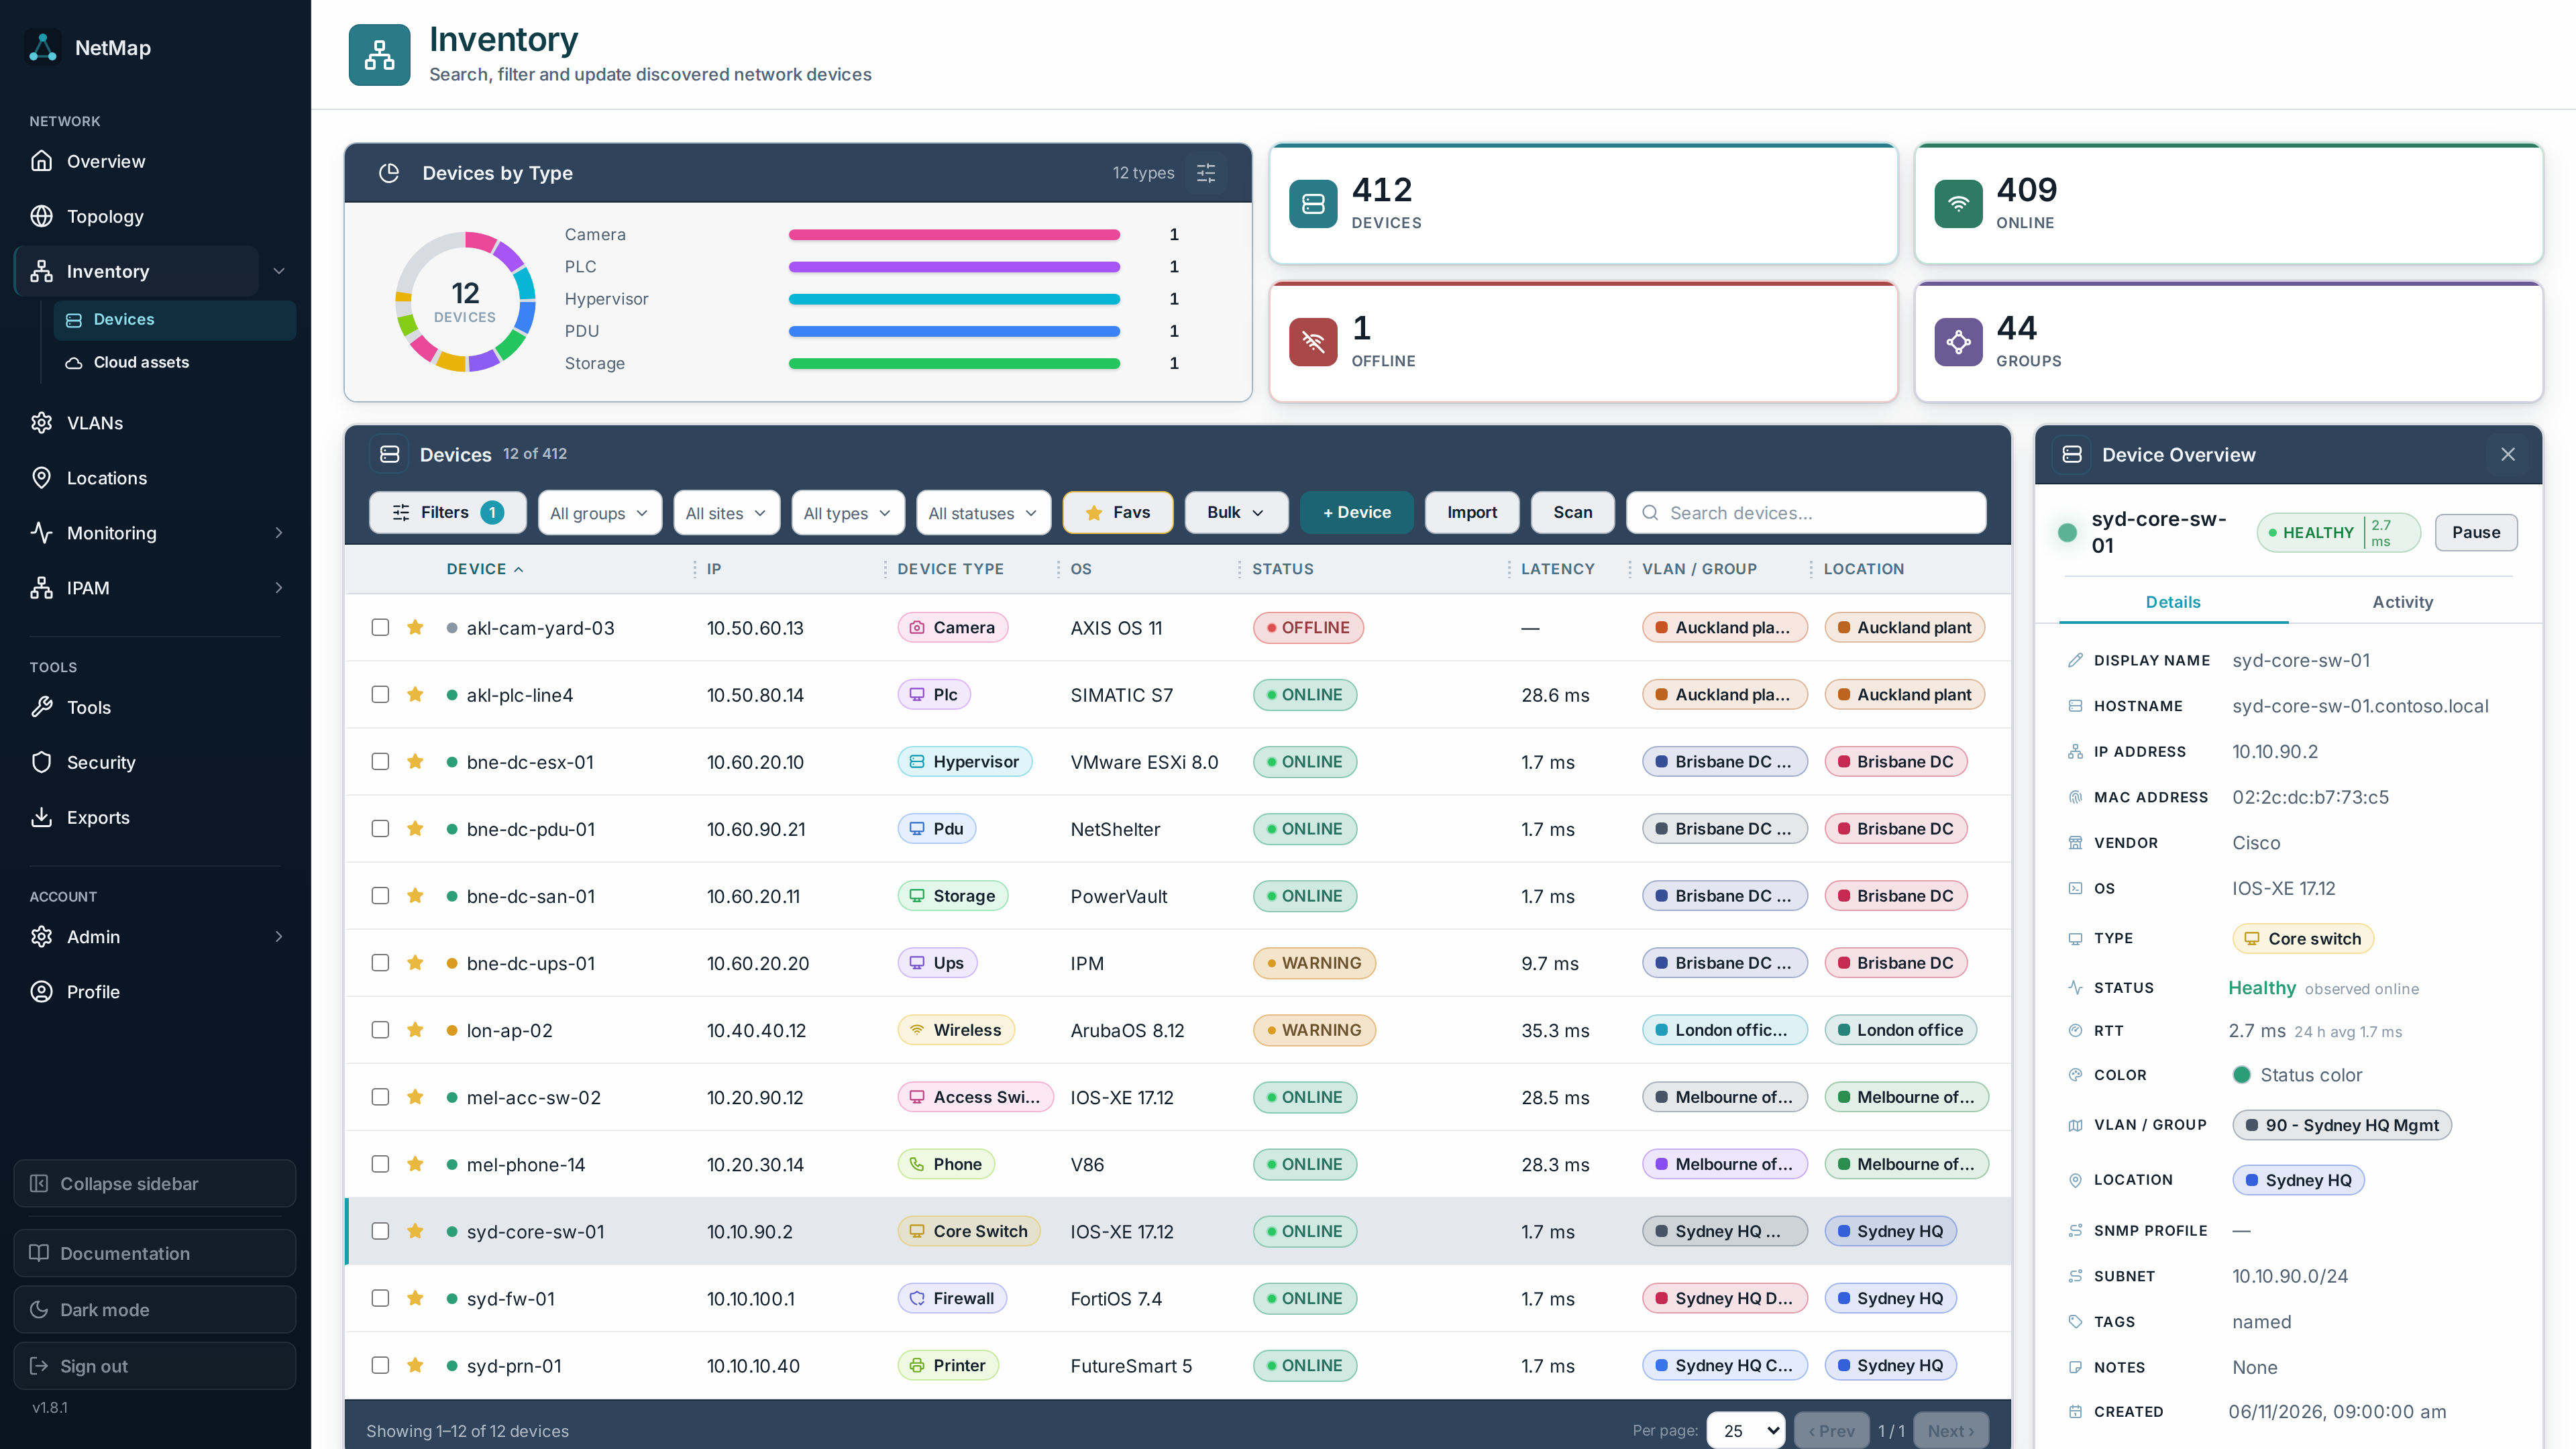 NetMap
NETWORK
Overview
Topology
Inventory
Devices
Cloud assets
VLANs
Locations
Monitoring
IPAM
TOOLS
Tools
Security
Exports
ACCOUNT
Admin
Profile
Collapse sidebar
Documentation
Dark mode
Sign out
v1.8.1
Inventory
Search, filter and update discovered network devices
Devices by Type
12 types
12
DEVICES
Camera 1
PLC 1
Hypervisor 1
PDU 1
Storage 1
412
DEVICES
409
ONLINE
1
OFFLINE
44
GROUPS
Devices 12 of 412
Filters 1 All groups All sites All types All statuses Favs Bulk + Device Import Scan Search devices...
DEVICE IP DEVICE TYPE OS STATUS LATENCY VLAN / GROUP LOCATION
akl-cam-yard-03 10.50.60.13 Camera AXIS OS 11 OFFLINE — Auckland pla... Auckland plant
akl-plc-line4 10.50.80.14 Plc SIMATIC S7 ONLINE 28.6 ms Auckland pla... Auckland plant
bne-dc-esx-01 10.60.20.10 Hypervisor VMware ESXi 8.0 ONLINE 1.7 ms Brisbane DC ... Brisbane DC
bne-dc-pdu-01 10.60.90.21 Pdu NetShelter ONLINE 1.7 ms Brisbane DC ... Brisbane DC
bne-dc-san-01 10.60.20.11 Storage PowerVault ONLINE 1.7 ms Brisbane DC ... Brisbane DC
bne-dc-ups-01 10.60.20.20 Ups IPM WARNING 9.7 ms Brisbane DC ... Brisbane DC
lon-ap-02 10.40.40.12 Wireless ArubaOS 8.12 WARNING 35.3 ms London offic... London office
mel-acc-sw-02 10.20.90.12 Access Swi... IOS-XE 17.12 ONLINE 28.5 ms Melbourne of... Melbourne of...
mel-phone-14 10.20.30.14 Phone V86 ONLINE 28.3 ms Melbourne of... Melbourne of...
syd-core-sw-01 10.10.90.2 Core Switch IOS-XE 17.12 ONLINE 1.7 ms Sydney HQ ... Sydney HQ
syd-fw-01 10.10.100.1 Firewall FortiOS 7.4 ONLINE 1.7 ms Sydney HQ D... Sydney HQ
syd-prn-01 10.10.10.40 Printer FutureSmart 5 ONLINE 1.7 ms Sydney HQ C... Sydney HQ
Showing 1–12 of 12 devices
Per page: 25 ‹ Prev 1 / 1 Next ›
Device Overview
syd-core-sw-
01
HEALTHY
2.7
ms
Pause
Details Activity
DISPLAY NAME syd-core-sw-01
HOSTNAME syd-core-sw-01.contoso.local
IP ADDRESS 10.10.90.2
MAC ADDRESS 02:2c:dc:b7:73:c5
VENDOR Cisco
OS IOS-XE 17.12
TYPE Core switch
STATUS Healthy observed online
RTT 2.7 ms 24 h avg 1.7 ms
COLOR Status color
VLAN / GROUP 90 - Sydney HQ Mgmt
LOCATION Sydney HQ
SNMP PROFILE —
SUBNET 10.10.90.0/24
TAGS named
NOTES None
CREATED 06/11/2026, 09:00:00 am